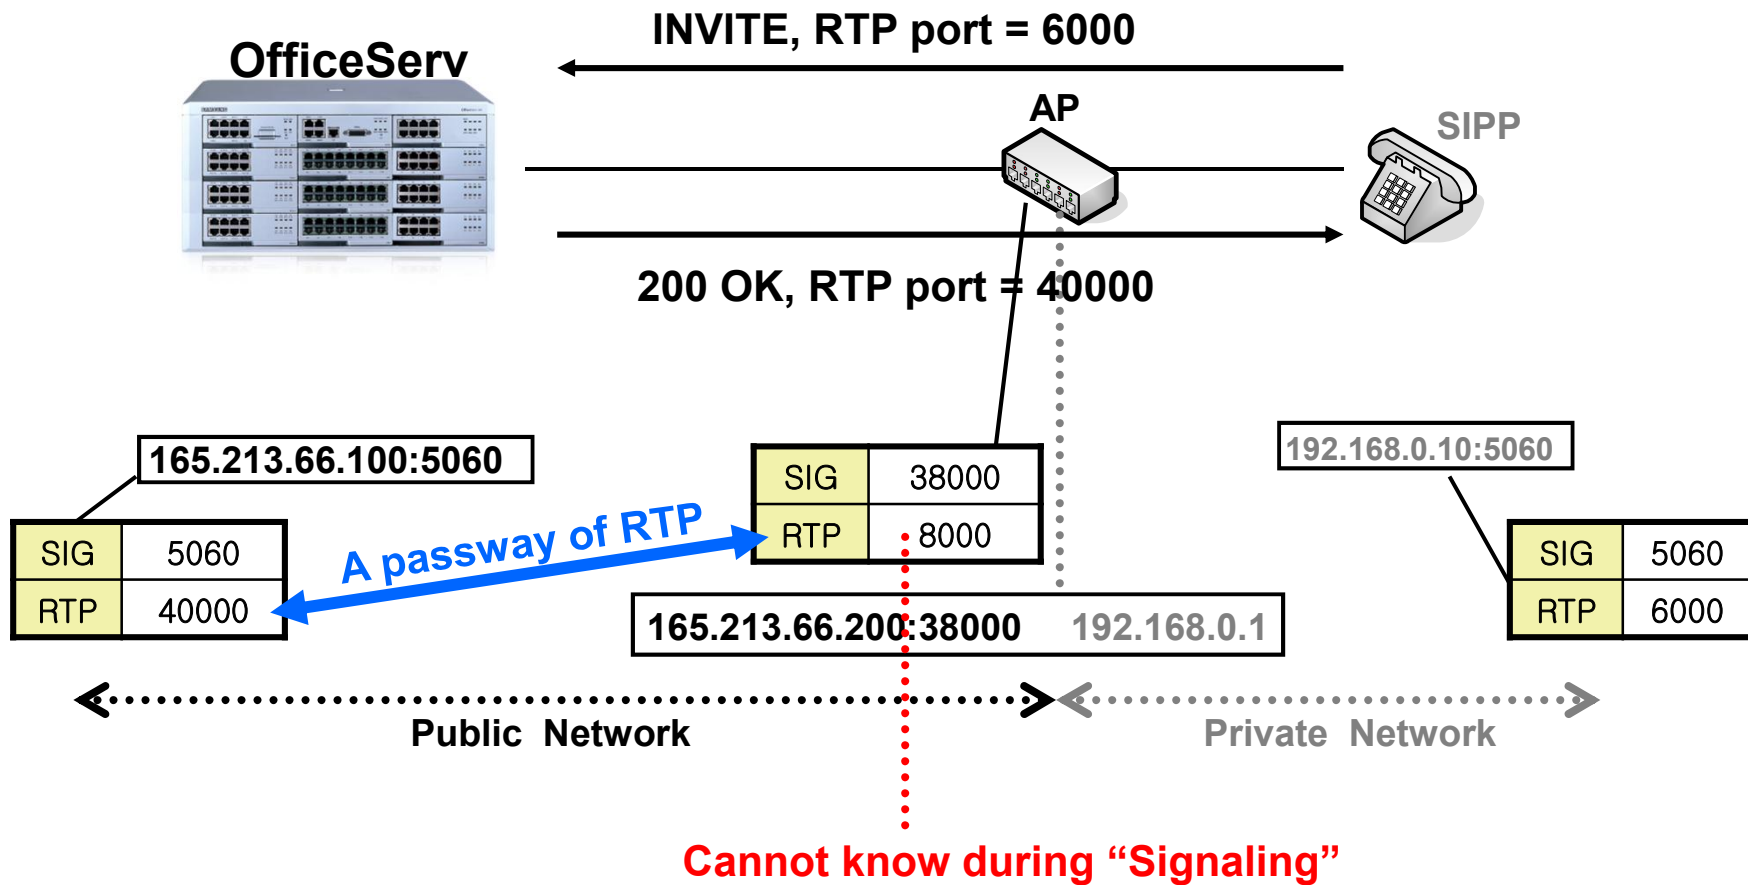 INVITE, RTP port = 6000
OfficeServ
AP
SIPP
200 OK, RTP port = 40000
165.213.66.100:5060
192.168.0.10:5060
SIG 38000
RTP 8000
A passway of RTP
SIG 5060
RTP 40000
SIG 5060
RTP 6000
165.213.66.200:38000 192.168.0.1
Public Network
Private Network
Cannot know during “Signaling”